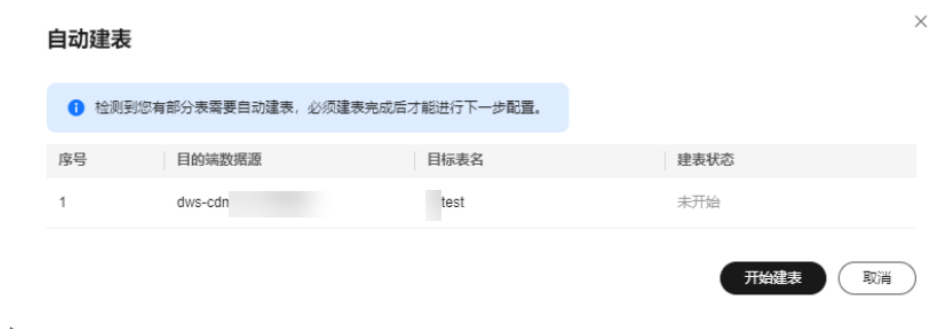 自动建表
检测到您有部分表需要自动建表，必须建表完成后才能进行下一步配置。
序号 目的端数据源 目标表名 建表状态
1 dws-cdm test 未开始
开始建表 取消